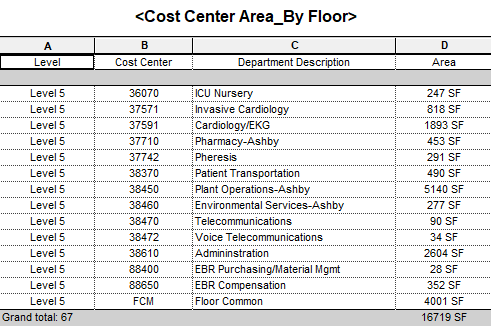 <Cost Center Area_By Floor>
A B C D
Level Cost Center Department Description Area
Level 5 36070 ICU Nursery 247 SF
Level 5 37571 Invasive Cardiology 818 SF
Level 5 37591 Cardiology/EKG 1893 SF
Level 5 37710 Pharmacy-Ashby 453 SF
Level 5 37742 Pheresis 291 SF
Level 5 38370 Patient Transportation 490 SF
Level 5 38450 Plant Operations-Ashby 5140 SF
Level 5 38460 Environmental Services-Ashby 277 SF
Level 5 38470 Telecommunications 90 SF
Level 5 38472 Voice Telecommunications 34 SF
Level 5 38610 Admininstration 2604 SF
Level 5 88400 EBR Purchasing/Material Mgmt 28 SF
Level 5 88650 EBR Compensation 352 SF
Level 5 FCM Floor Common 4001 SF
Grand total: 67 16719 SF